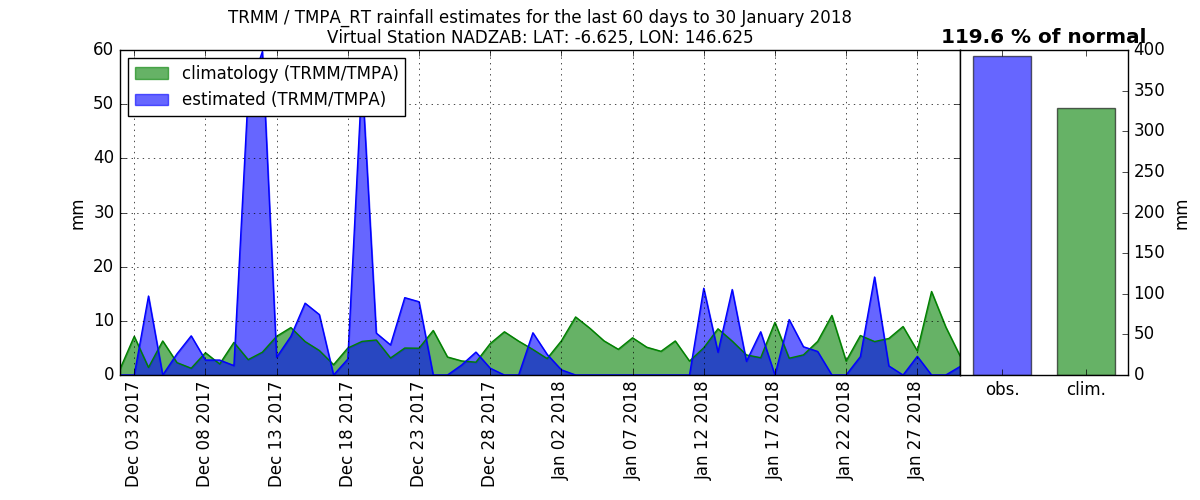 TRMM / TMPA_RT rainfall estimates for the last 60 days to 30 January 2018
Virtual Station NADZAB: LAT: -6.625, LON: 146.625
119.6 % of normal
climatology (TRMM/TMPA)
estimated (TRMM/TMPA)
60
50
40
30
20
10
0
mm
400
350
300
250
200
150
100
50
0
mm
Dec 03 2017
Dec 08 2017
Dec 13 2017
Dec 18 2017
Dec 23 2017
Dec 28 2017
Jan 02 2018
Jan 07 2018
Jan 12 2018
Jan 17 2018
Jan 22 2018
Jan 27 2018
obs.
clim.